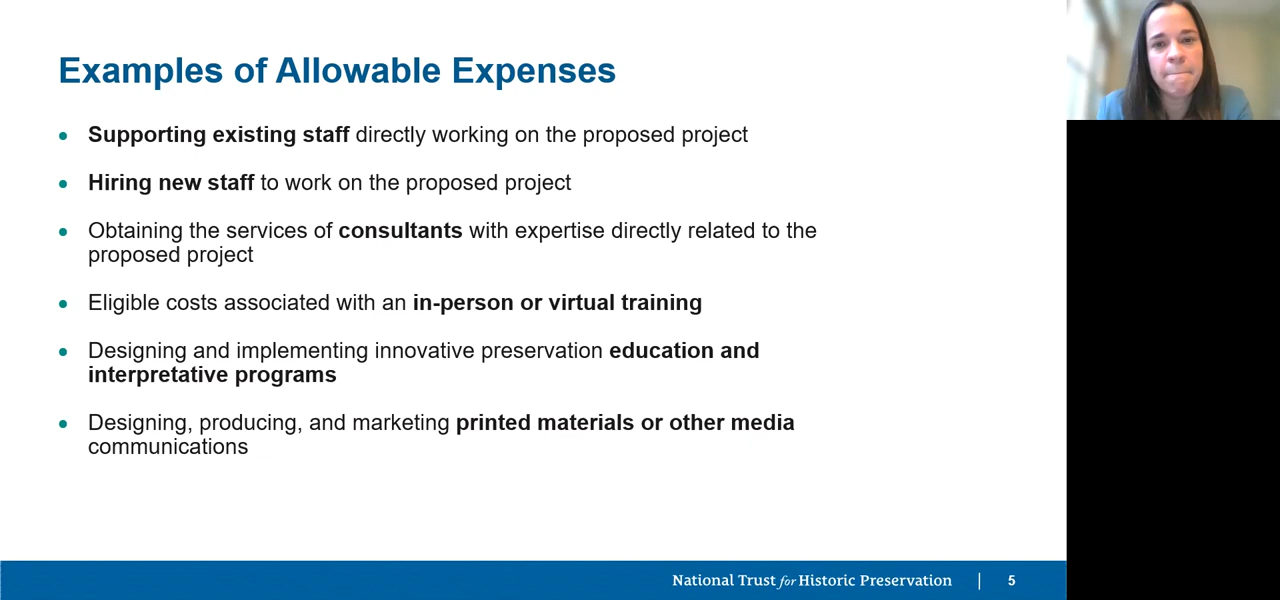 Examples of Allowable Expenses
Supporting existing staff directly working on the proposed project
Hiring new staff to work on the proposed project
Obtaining the services of consultants with expertise directly related to the
proposed project
Eligible costs associated with an in-person or virtual training
Designing and implementing innovative preservation education and
interpretative programs
Designing, producing, and marketing printed materials or other media
communications
National Trust for Historic Preservation | 5